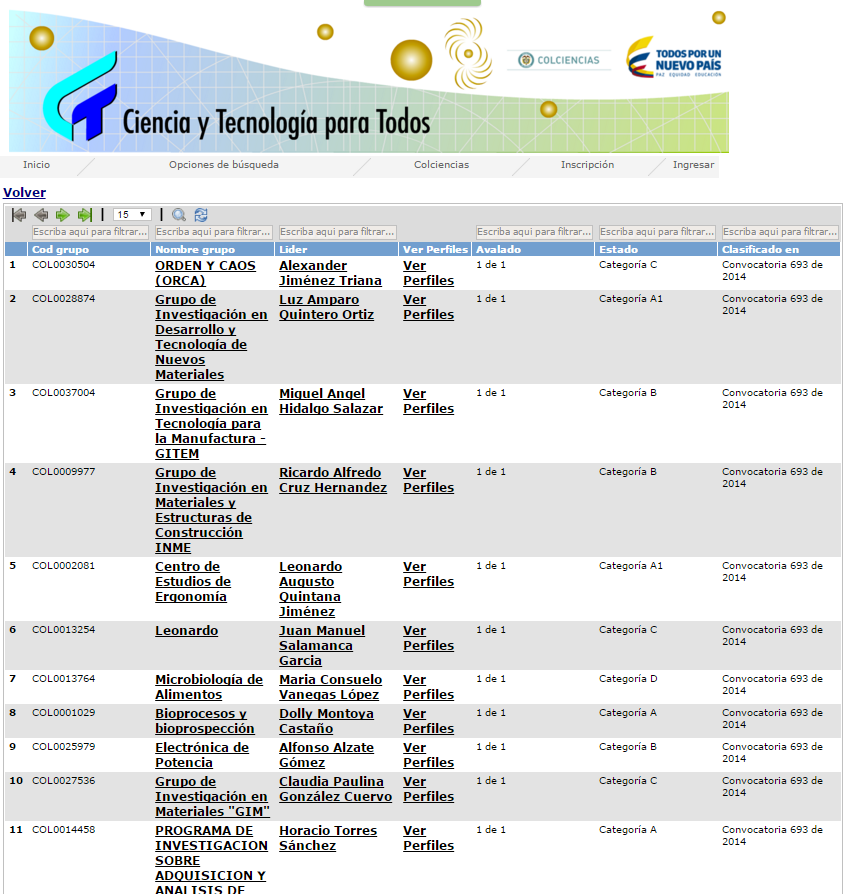 COLCIENCIAS
TODOS POR UN
NUEVO PAÍS
PAZ EQUIDAD EDUCACIÓN
Ciencia y Tecnología para Todos
Inicio Opciones de búsqueda Colciencias Inscripción Ingresar
Volver
15
Escriba aqui para filtrar... Escriba aqui para filtrar... Escriba aqui para filtrar... Escriba aqui para filtrar... Escriba aqui para filtrar... Escriba aqui para filtrar...
Cod grupo Nombre grupo Lider Ver Perfiles Avalado Estado Clasificado en
1 COL0030504 ORDEN Y CAOS Alexander Ver 1 de 1 Categoría C Convocatoria 693 de
(ORCA) Jiménez Triana Perfiles 2014
2 COL0028874 Grupo de Luz Amparo Ver 1 de 1 Categoría A1 Convocatoria 693 de
Investigación en Quintero Ortiz Perfiles 2014
Desarrollo y
Tecnología de
Nuevos
Materiales
3 COL0037004 Grupo de Miguel Angel Ver 1 de 1 Categoría B Convocatoria 693 de
Investigación en Hidalgo Salazar Perfiles 2014
Tecnología para
la Manufactura -
GITEM
4 COL0009977 Grupo de Ricardo Alfredo Ver 1 de 1 Categoría B Convocatoria 693 de
Investigación en Cruz Hernandez Perfiles 2014
Materiales y
Estructuras de
Construcción
INME
5 COL0002081 Centro de Leonardo Ver 1 de 1 Categoría A1 Convocatoria 693 de
Estudios de Augusto Perfiles 2014
Ergonomía Quintana
Jiménez
6 COL0013254 Leonardo Juan Manuel Ver 1 de 1 Categoría C Convocatoria 693 de
Salamanca Perfiles 2014
Garcia
7 COL0013764 Microbiología de Maria Consuelo Ver 1 de 1 Categoría D Convocatoria 693 de
Alimentos Vanegas López Perfiles 2014
8 COL0001029 Bioprocesos y Dolly Montoya Ver 1 de 1 Categoría A Convocatoria 693 de
bioprospección Castaño Perfiles 2014
9 COL0025979 Electrónica de Alfonso Alzate Ver 1 de 1 Categoría B Convocatoria 693 de
Potencia Gómez Perfiles 2014
10 COL0027536 Grupo de Claudia Paulina Ver 1 de 1 Categoría C Convocatoria 693 de
Investigación en González Cuervo Perfiles 2014
Materiales "GIM"
11 COL0014458 PROGRAMA DE Horacio Torres Ver 1 de 1 Categoría A Convocatoria 693 de
INVESTIGACION Sánchez Perfiles 2014
SOBRE
ADQUISICION Y
ANALISIS DE